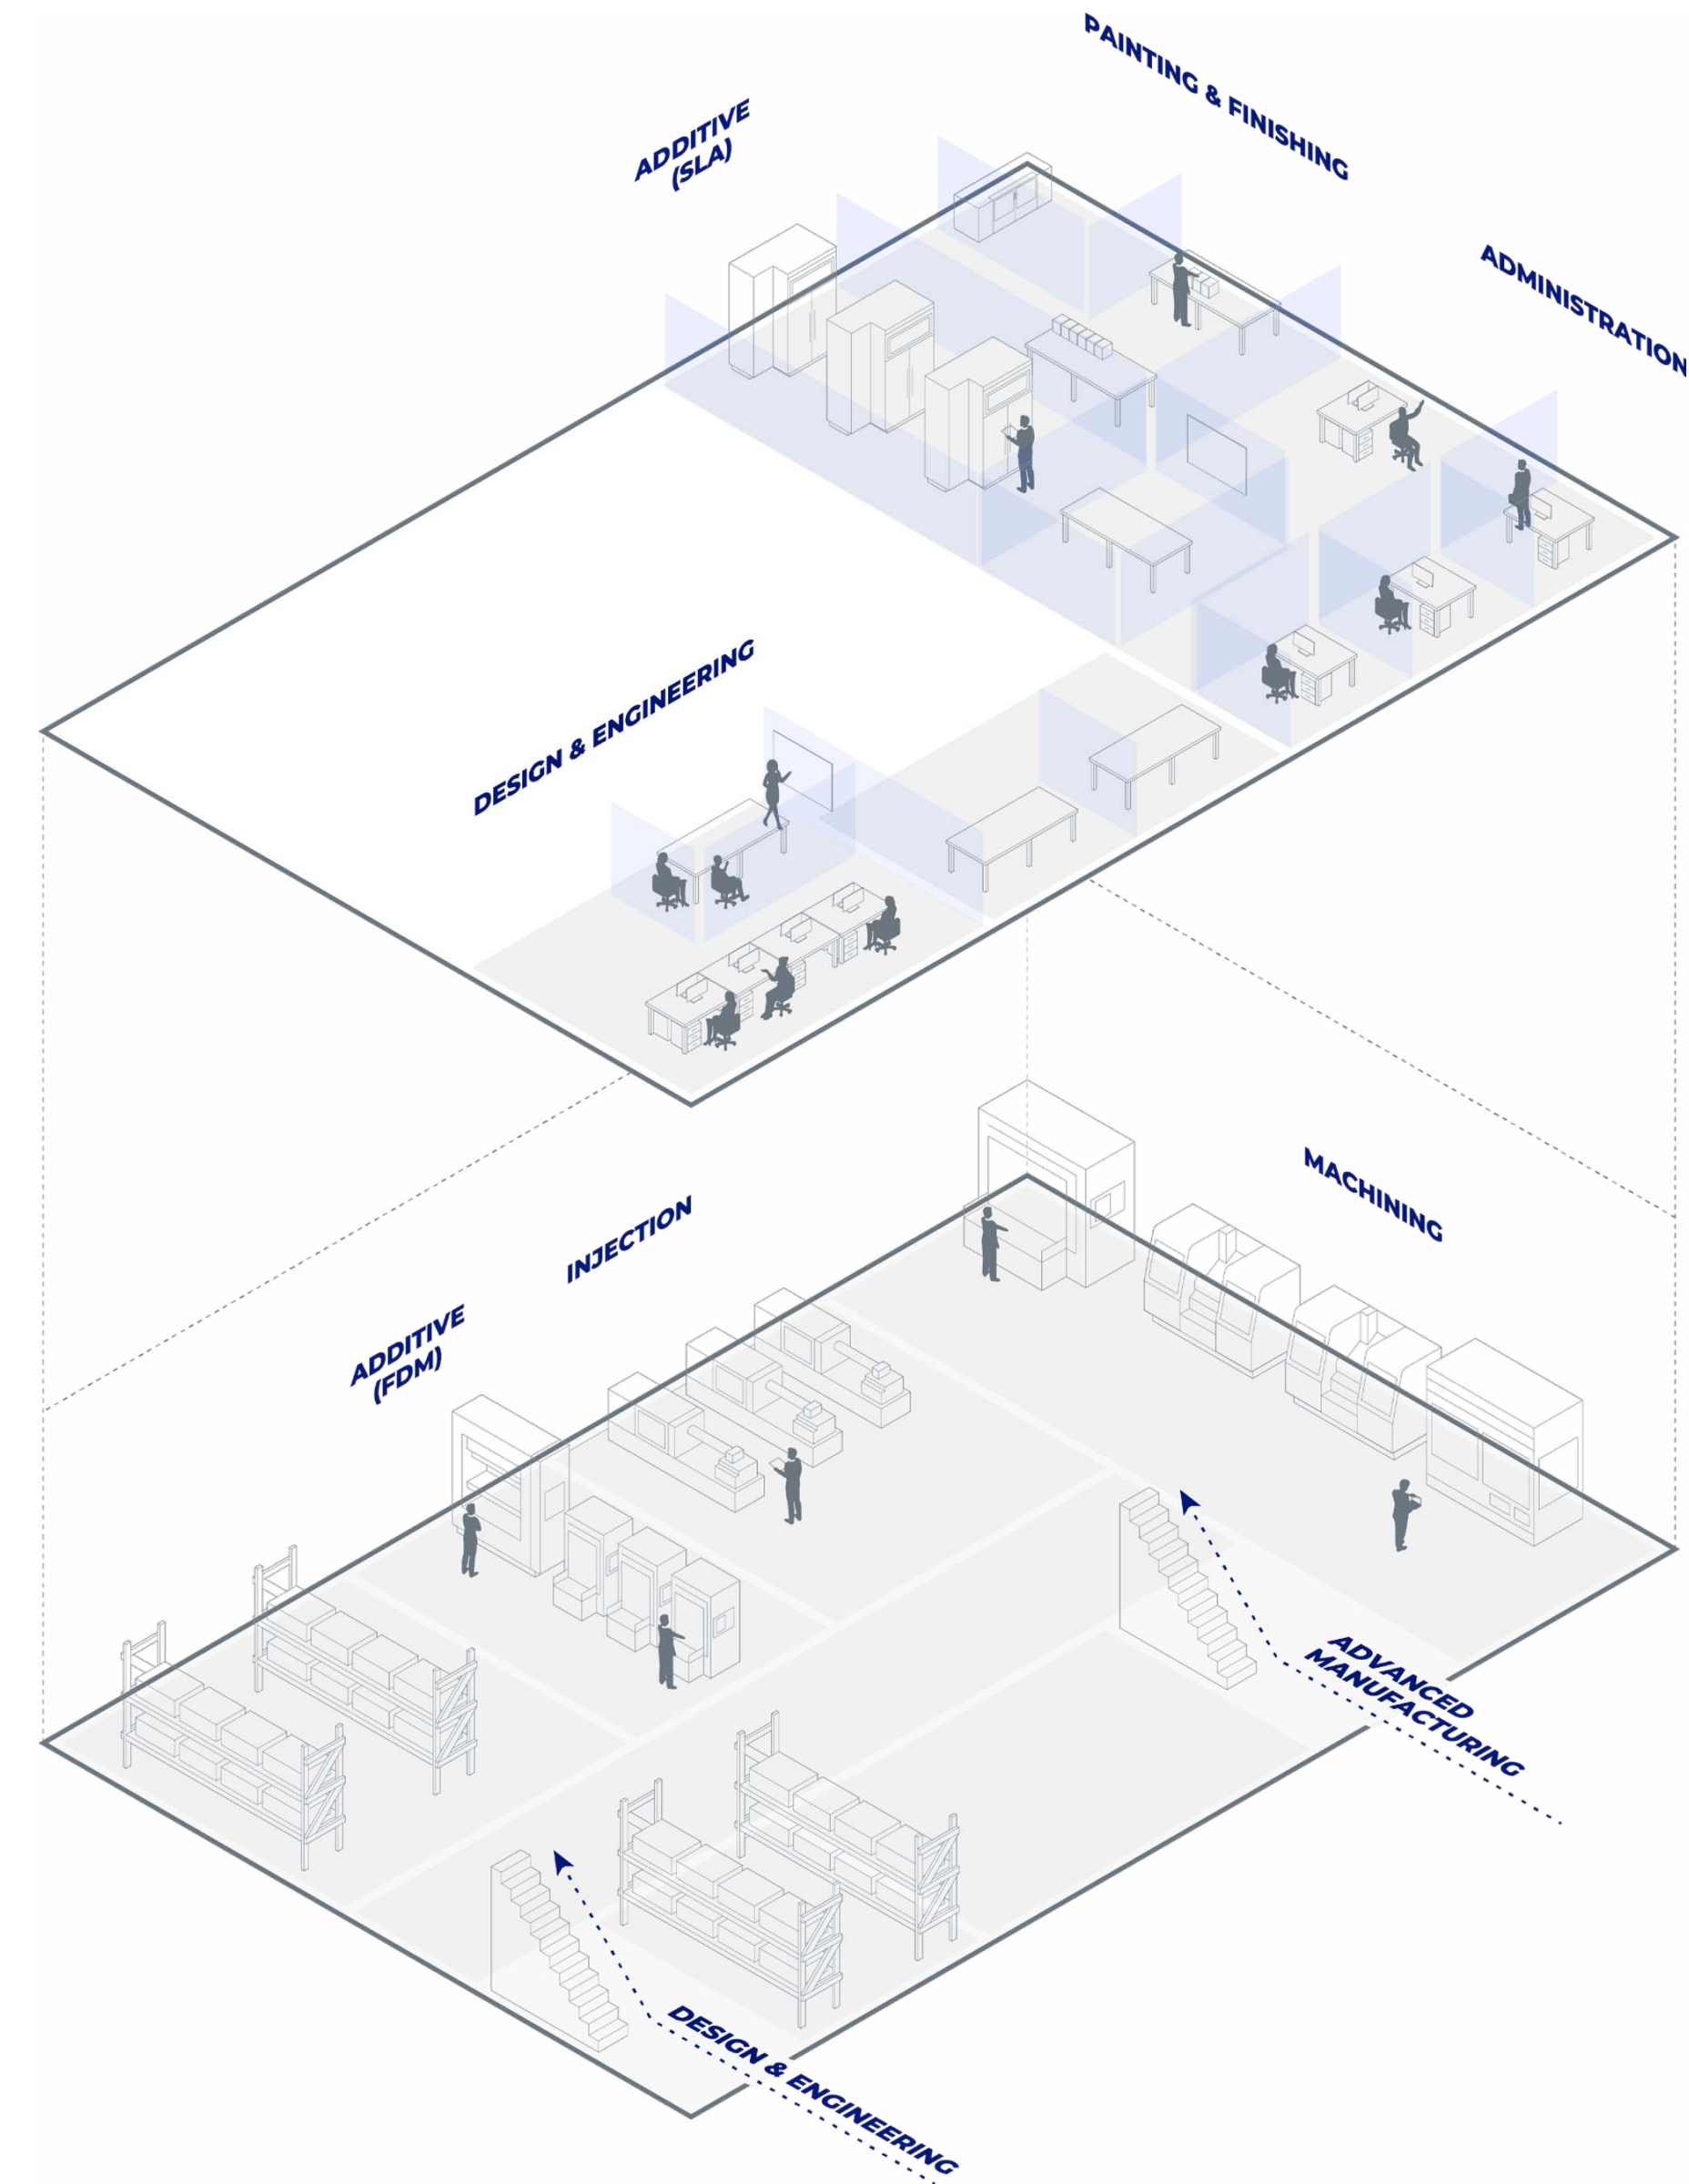 PAINTING & FINISHING
ADDITIVE
(SLA)
ADMINISTRATION
DESIGN & ENGINEERING
MACHINING
INJECTION
ADDITIVE
(FDM)
ADVANCED
MANUFACTURING
DESIGN & ENGINEERING